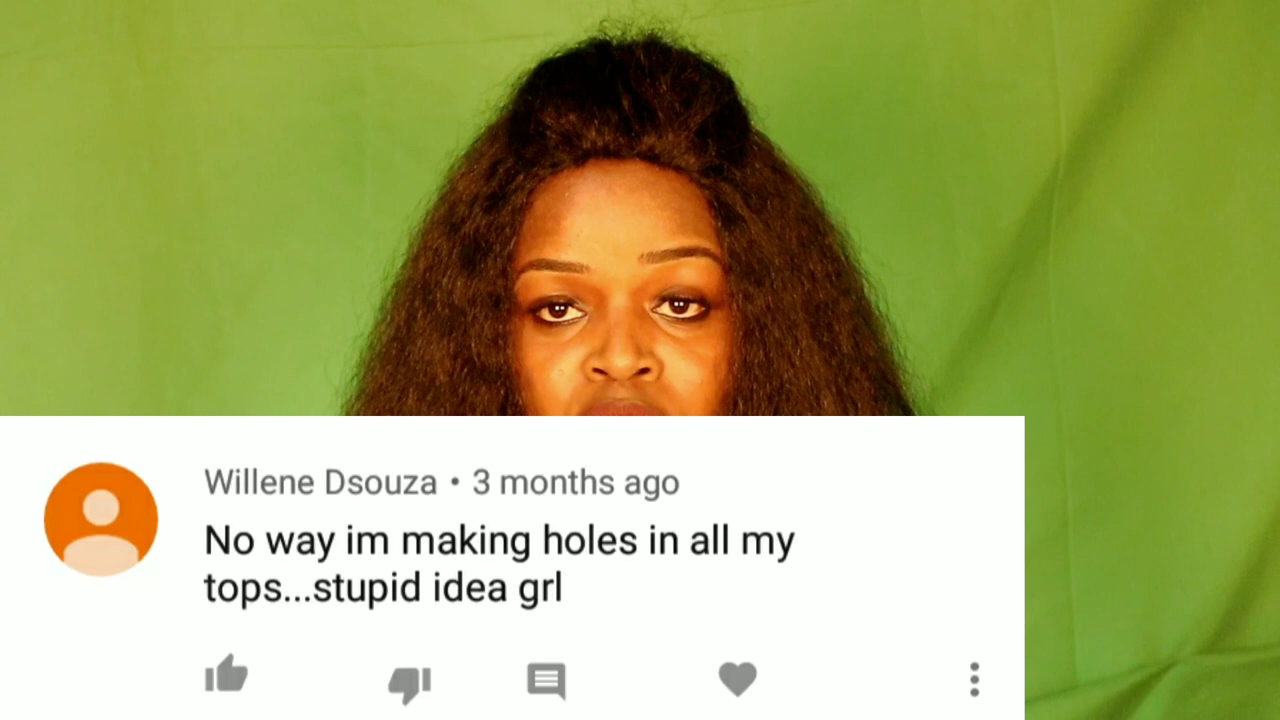 Willene Dsouza • 3 months ago
No way im making holes in all my
tops...stupid idea grl